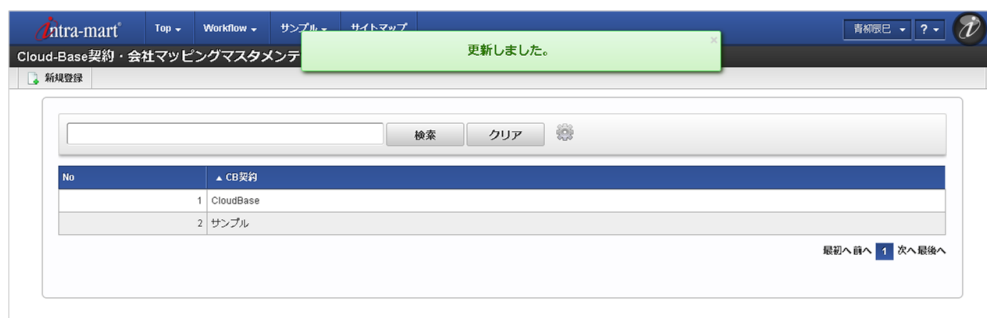 intra-mart® Top Workflow サンプル サイトマップ 青柳辰巳 ?
Cloud-Base契約・会社マッピングマスタメンテ
更新しました。 ×
新規登録
検索 クリア
No ▲ CB契約
1 CloudBase
2 サンプル
最初へ 前へ 1 次へ 最後へ